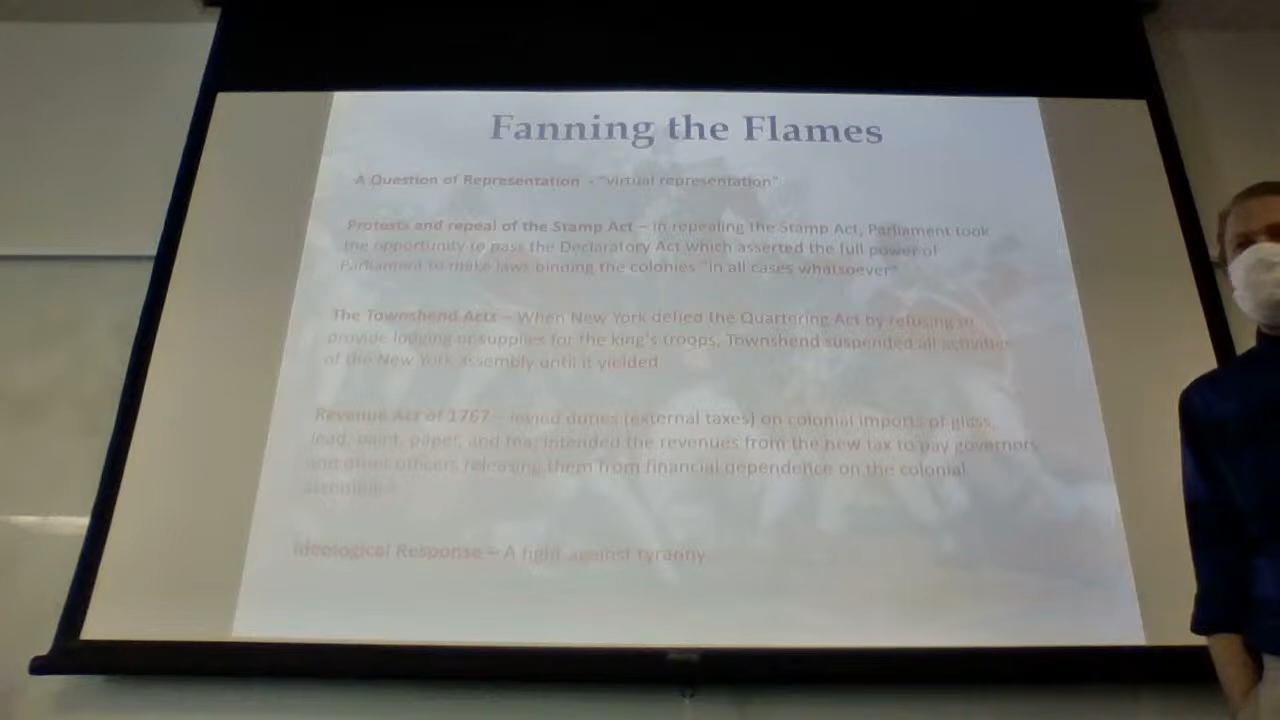 Fanning the Flames
A Question of Representation - "virtual representation"
Protests and repeal of the Stamp Act – in repealing the Stamp Act, Parliament took
the opportunity to pass the Declaratory Act which asserted the full power of
Parliament to make laws binding the colonies "in all cases whatsoever"
The Townshend Acts – When New York defied the Quartering Act by refusing to
provide lodging or supplies for the king's troops, Townshend suspended all activities
of the New York assembly until it yielded
Revenue Act of 1767 – levied duties (external taxes) on colonial imports of glass,
lead, paint, paper, and tea; intended the revenues from the new tax to pay governors
and other officers releasing them from financial dependence on the colonial
Ideological Response – A fight against tyranny